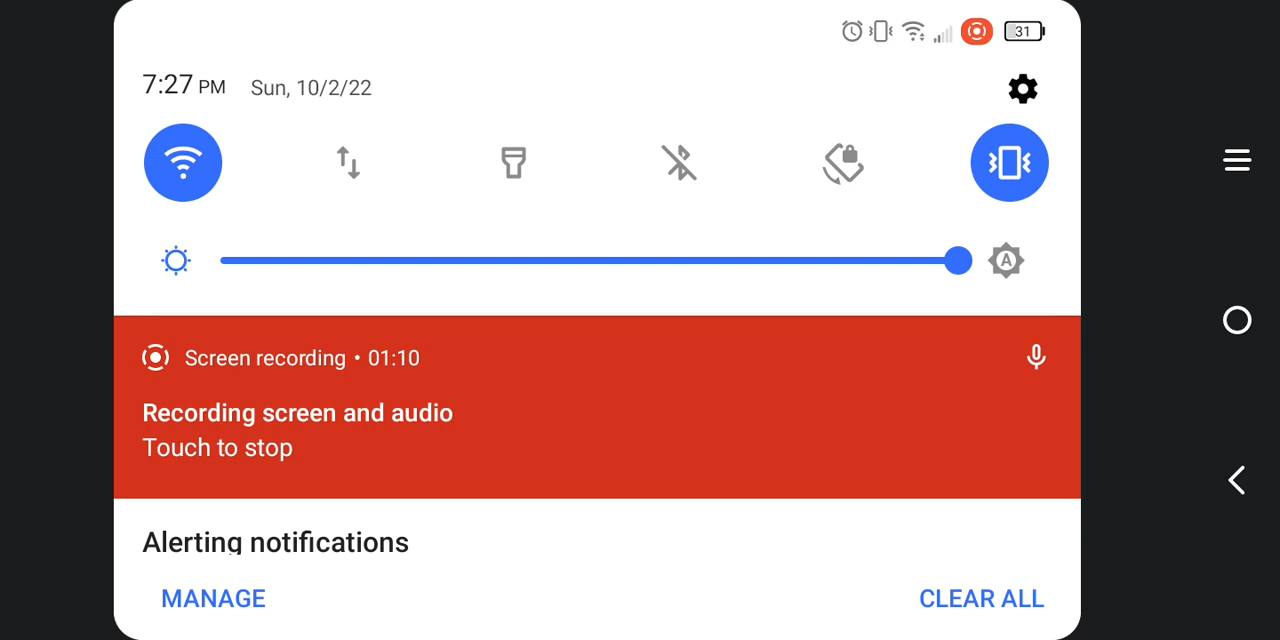 31
7:27 PM Sun, 10/2/22
A
Screen recording • 01:10
Recording screen and audio
Touch to stop
Alerting notifications
MANAGE CLEAR ALL